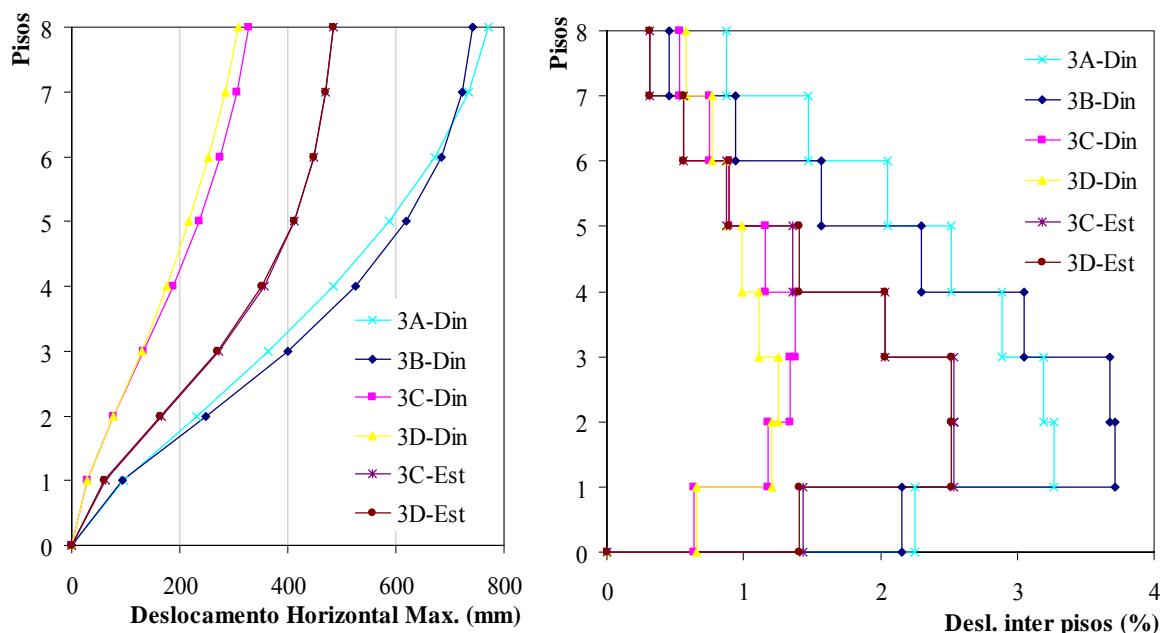 Pisos
8
7
6
5
4
3
2
1
0
3A-Din
3B-Din
3C-Din
3D-Din
3C-Est
3D-Est
0 200 400 600 800
Deslocamento Horizontal Max. (mm)
Pisos
8
7
6
5
4
3
2
1
0
3A-Din
3B-Din
3C-Din
3D-Din
3C-Est
3D-Est
0 1 2 3 4
Desl. inter pisos (%)